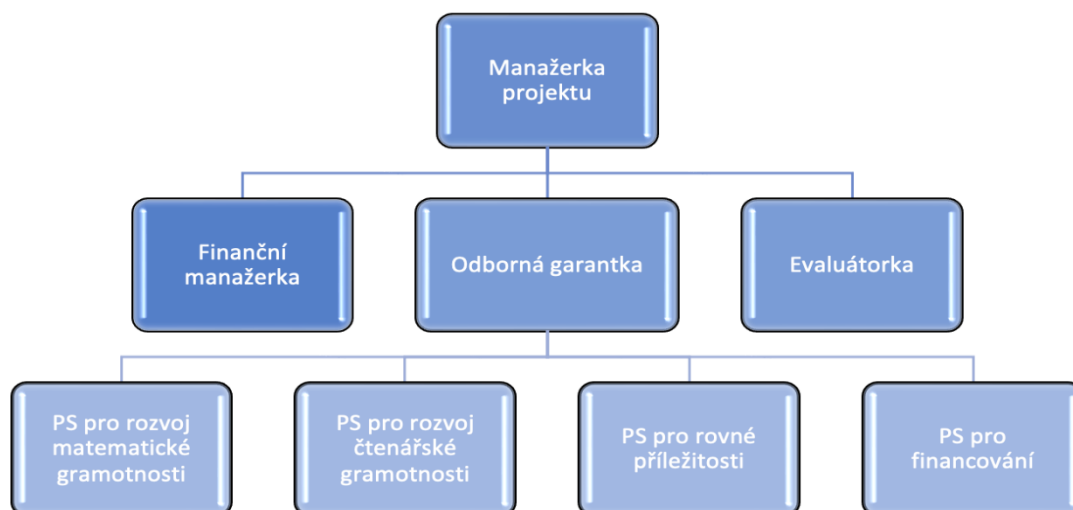 Manažerka
projektu
Finanční
manažerka
Odborná garantka
Evaluátorka
PS pro rozvoj
matematické
gramotnosti
PS pro rozvoj
čtenářské
gramotnosti
PS pro rovné
příležitosti
PS pro
financování